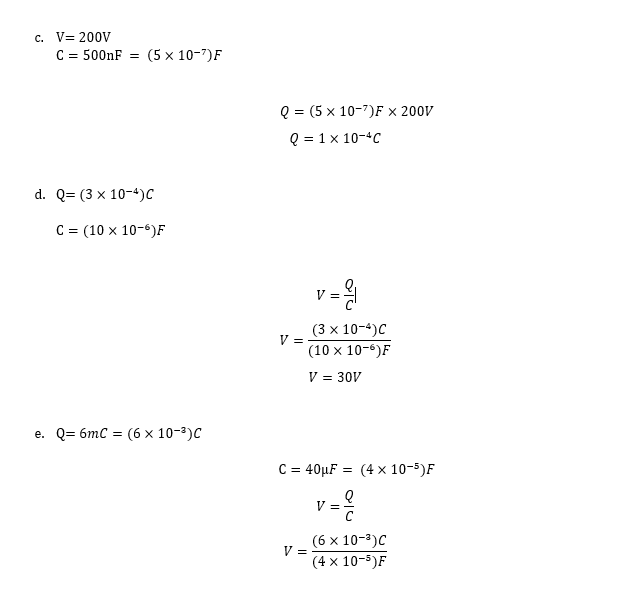 c. V= 200V
C = 500nF = (5 × 10⁻⁷)F
Q = (5 × 10⁻⁷)F × 200V
Q = 1 × 10⁻⁴C
d. Q= (3 × 10⁻⁴)C
C = (10 × 10⁻⁶)F
V = Q/C
V = (3 × 10⁻⁴)C / (10 × 10⁻⁶)F
V = 30V
e. Q= 6mC = (6 × 10⁻³)C
C = 40μF = (4 × 10⁻⁵)F
V = Q/C
V = (6 × 10⁻³)C / (4 × 10⁻⁵)F